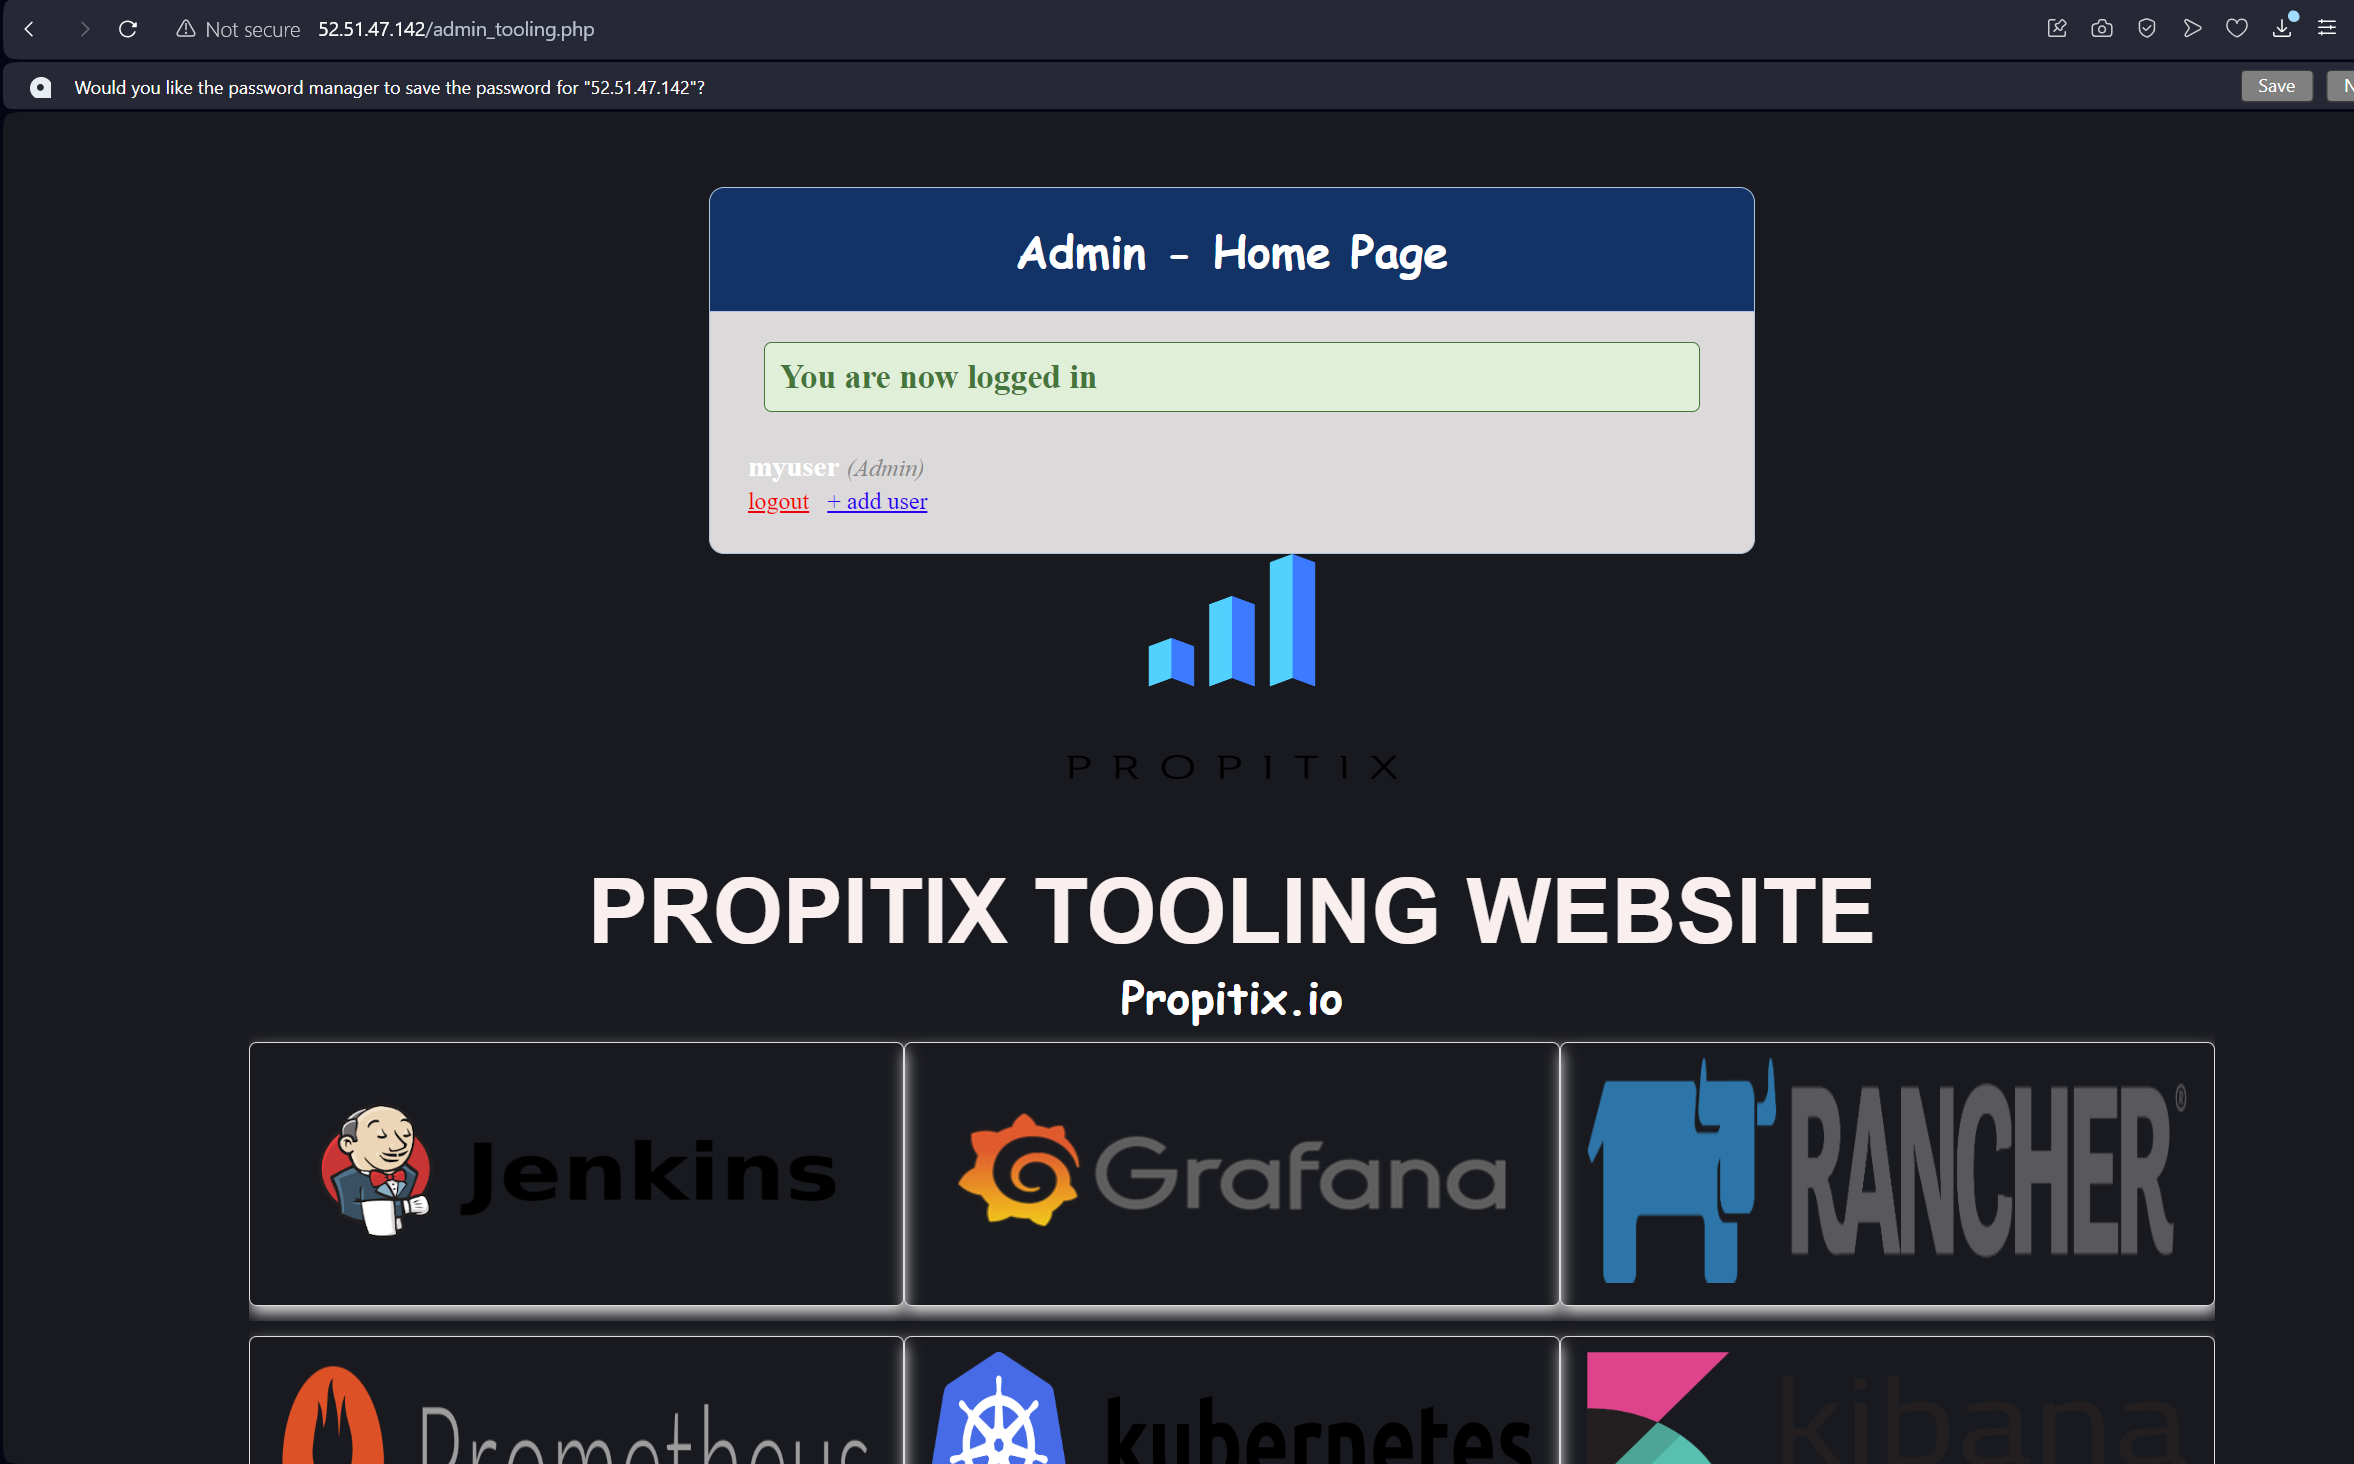 Not secure 52.51.47.142/admin_tooling.php
Would you like the password manager to save the password for "52.51.47.142"?
Save
N
Admin - Home Page
You are now logged in
myuser (Admin)
logout + add user
PROPITIX
PROPITIX TOOLING WEBSITE
Propitix.io
Jenkins
Grafana
RANCHER®
Prometheus
kubernetes
kibana